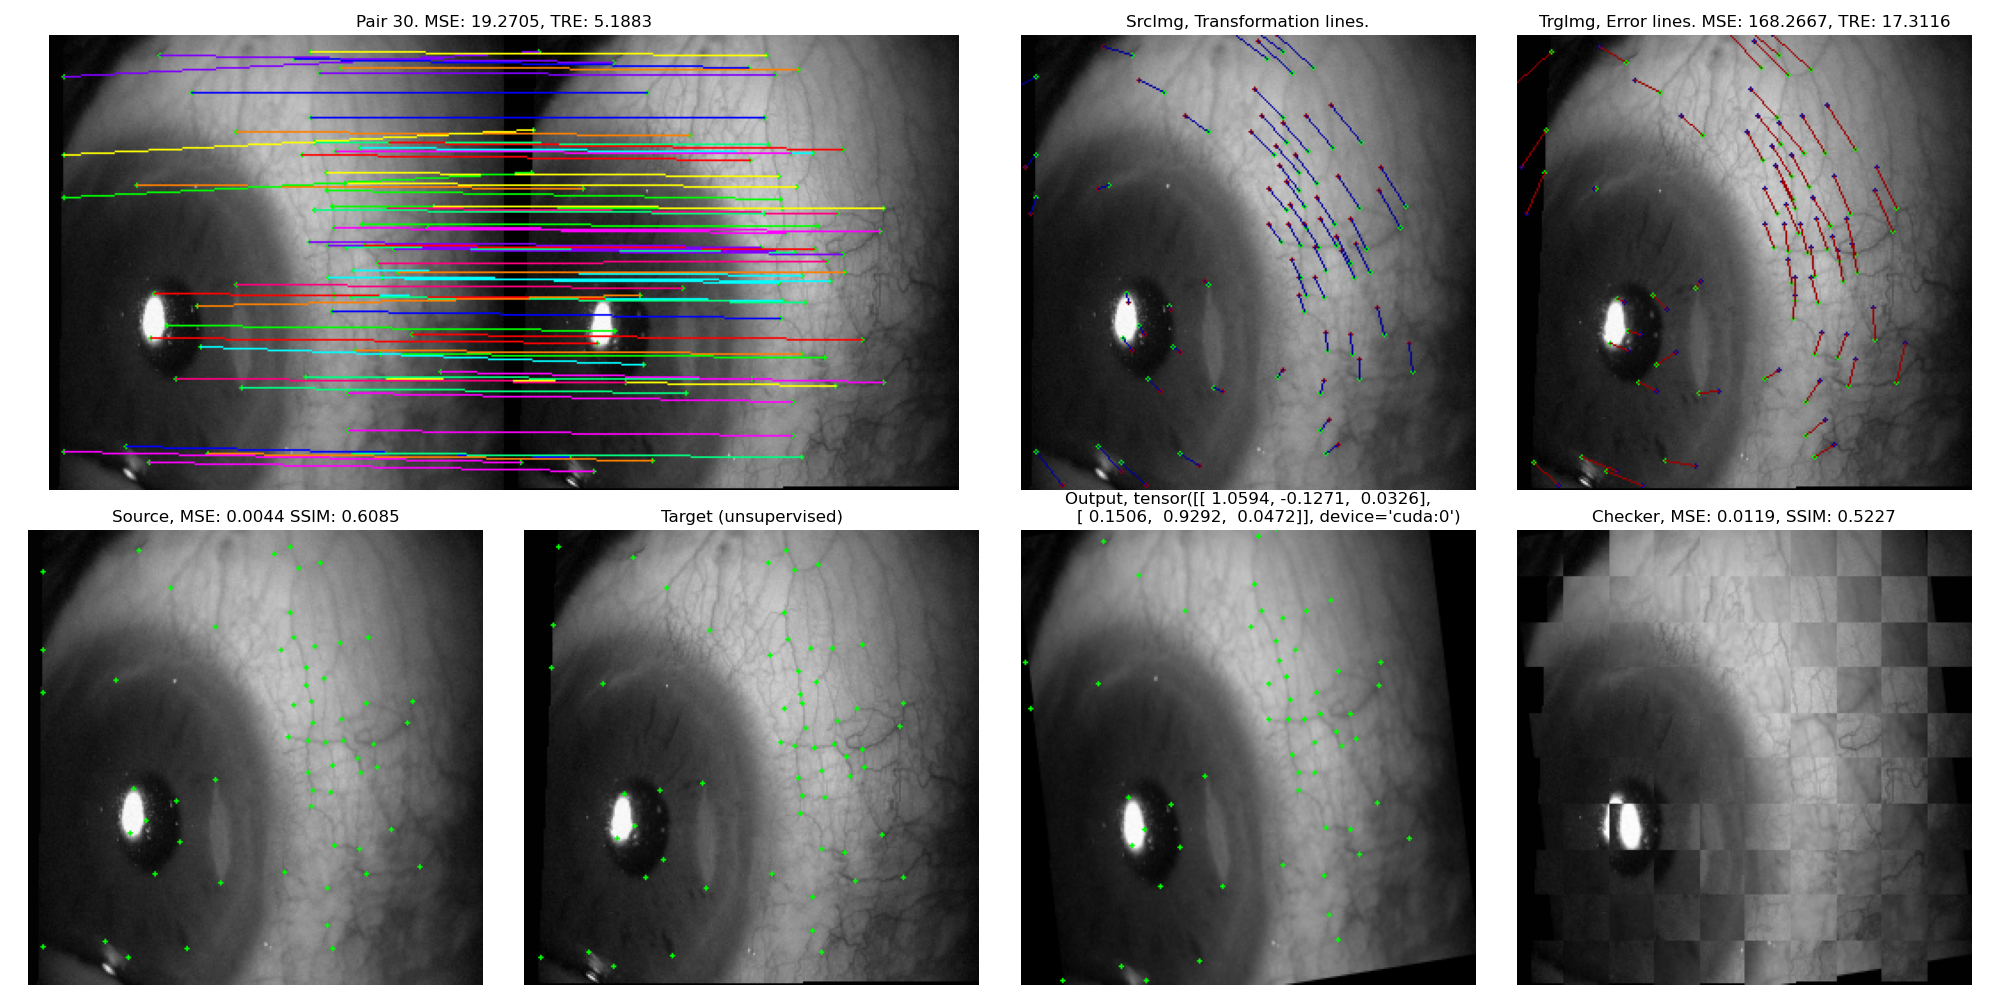 Pair 30. MSE: 19.2705, TRE: 5.1883
SrcImg, Transformation lines.
TrgImg, Error lines. MSE: 168.2667, TRE: 17.3116
Source, MSE: 0.0044 SSIM: 0.6085
Target (unsupervised)
Output, tensor([[ 1.0594, -0.1271,  0.0326],
[ 0.1506,  0.9292,  0.0472]], device='cuda:0')
Checker, MSE: 0.0119, SSIM: 0.5227